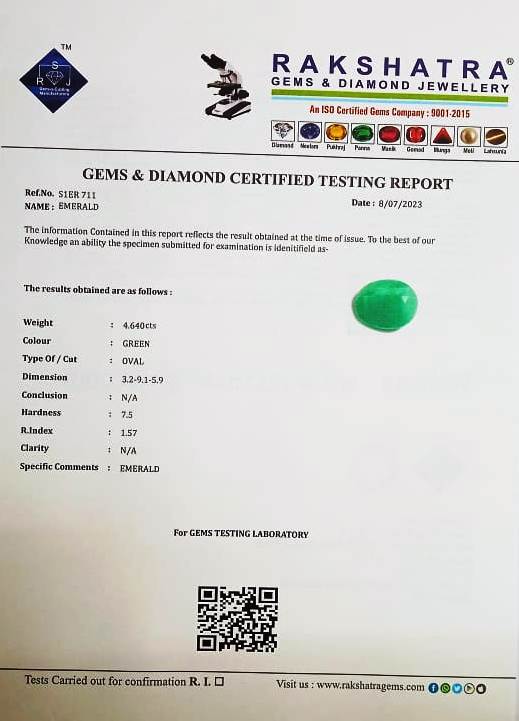 TM
S
R J
Gems-n-Cutting
Manufacturers
RAKSHATRA®
GEMS & DIAMOND JEWELLERY
An ISO Certified Gems Company : 9001-2015
Diamond Neelam Pukhraj Panna Manik Gomed Munga Moti Lahsunia
GEMS & DIAMOND CERTIFIED TESTING REPORT
Ref.No. S1ER 711
NAME : EMERALD
Date : 8/07/2023
The information Contained in this report reflects the result obtained at the time of issue. To the best of our
Knowledge an ability the specimen submitted for examination is idenitifield as-
The results obtained are as follows :
Weight : 4.640cts
Colour : GREEN
Type Of / Cut : OVAL
Dimension : 3.2-9.1-5.9
Conclusion : N/A
Hardness : 7.5
R.Index : 1.57
Clarity : N/A
Specific Comments : EMERALD
For GEMS TESTING LABORATORY
Tests Carried out for confirmation R. I. ☐
Visit us : www.rakshatragems.com